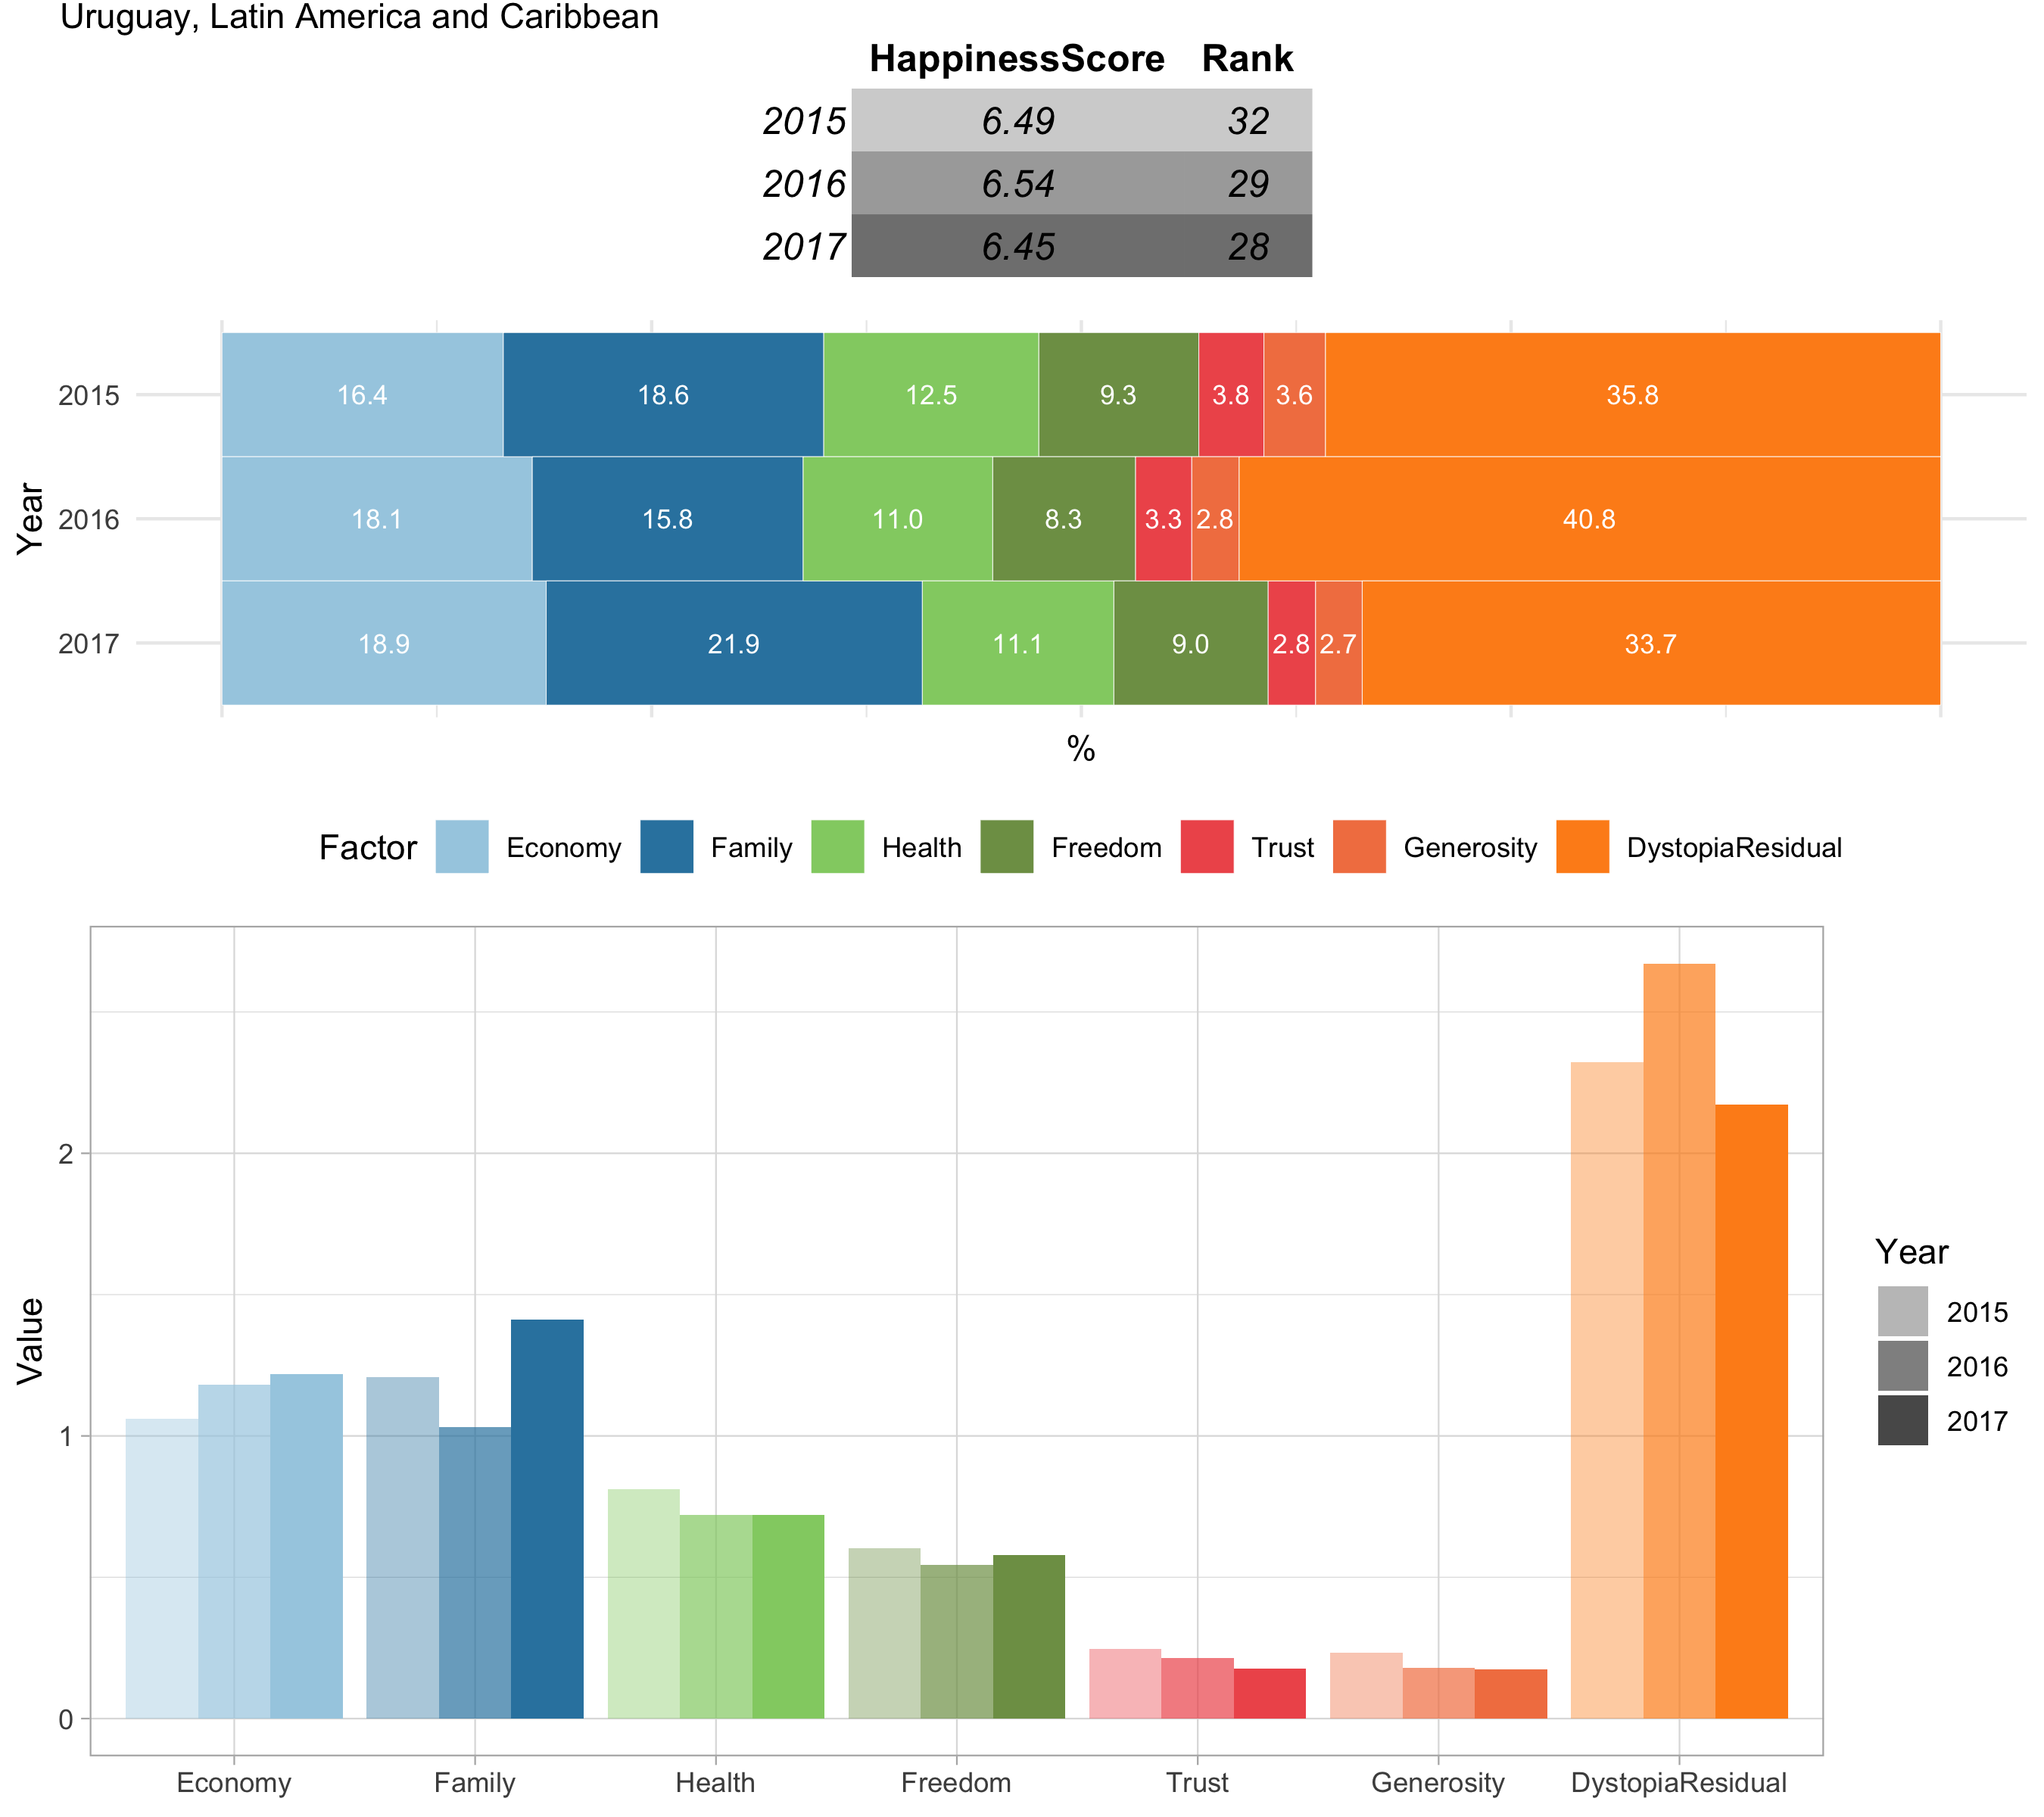 Uruguay, Latin America and Caribbean
HappinessScore Rank
2015 6.49 32
2016 6.54 29
2017 6.45 28
Year
2015 16.4 18.6 12.5 9.3 3.8 3.6 35.8
2016 18.1 15.8 11.0 8.3 3.3 2.8 40.8
2017 18.9 21.9 11.1 9.0 2.8 2.7 33.7
%
Factor Economy Family Health Freedom Trust Generosity DystopiaResidual
Value
2
1
0
Economy Family Health Freedom Trust Generosity DystopiaResidual
Year
2015
2016
2017